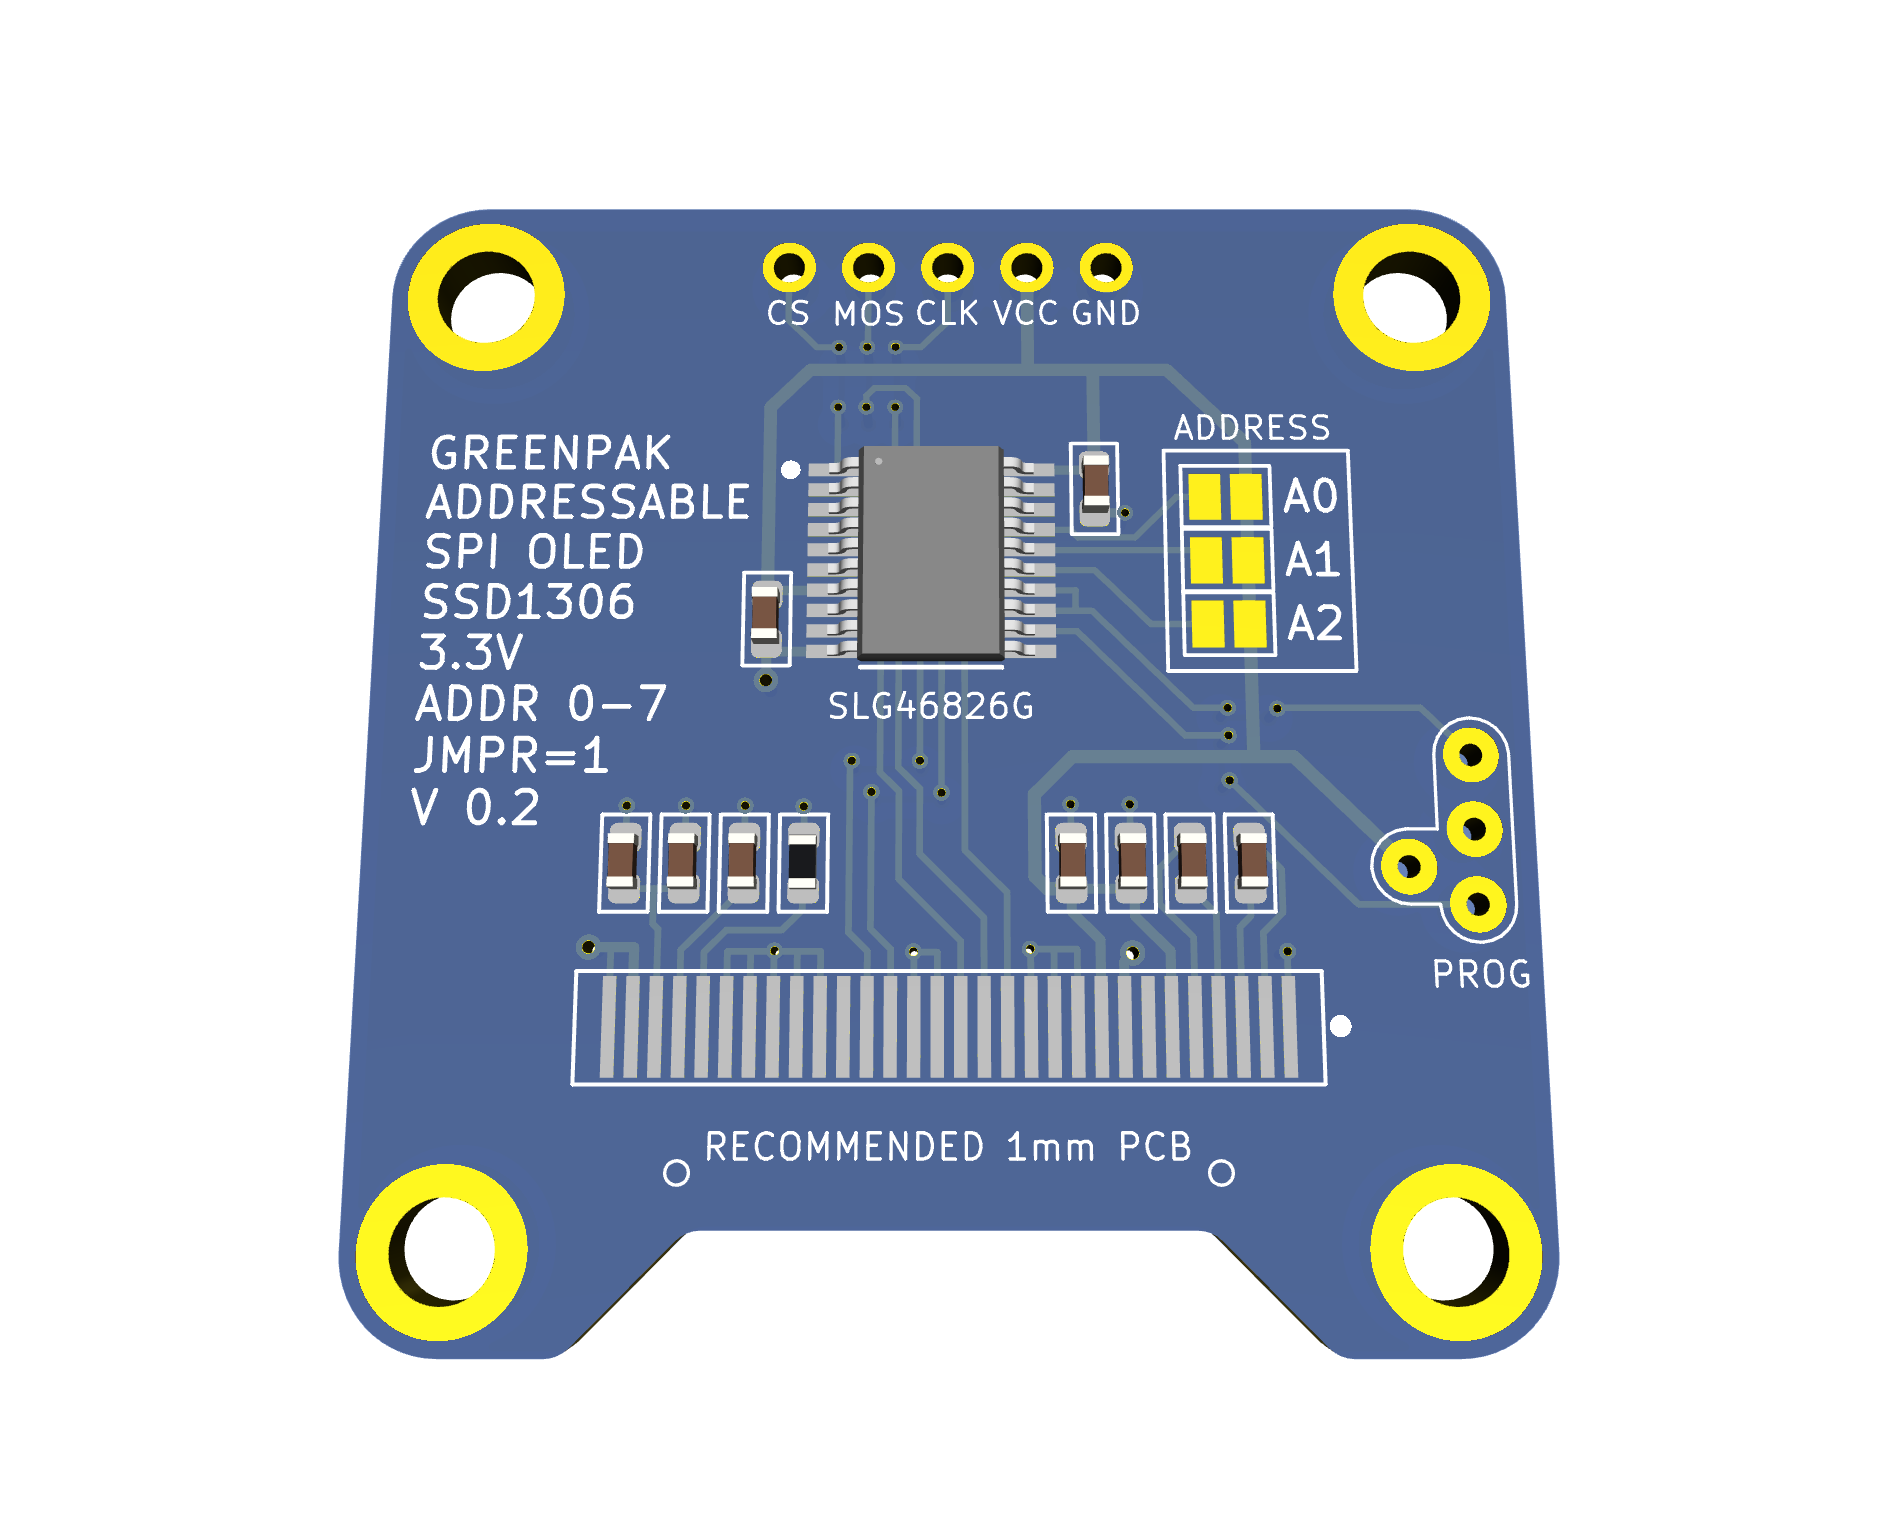 CS MOS CLK VCC GND
ADDRESS
A0
A1
A2
GREENPAK
ADDRESSABLE
SPI OLED
SSD1306
3.3V
ADDR 0-7
JMPR=1
V 0.2
SLG46826G
PROG
RECOMMENDED 1mm PCB